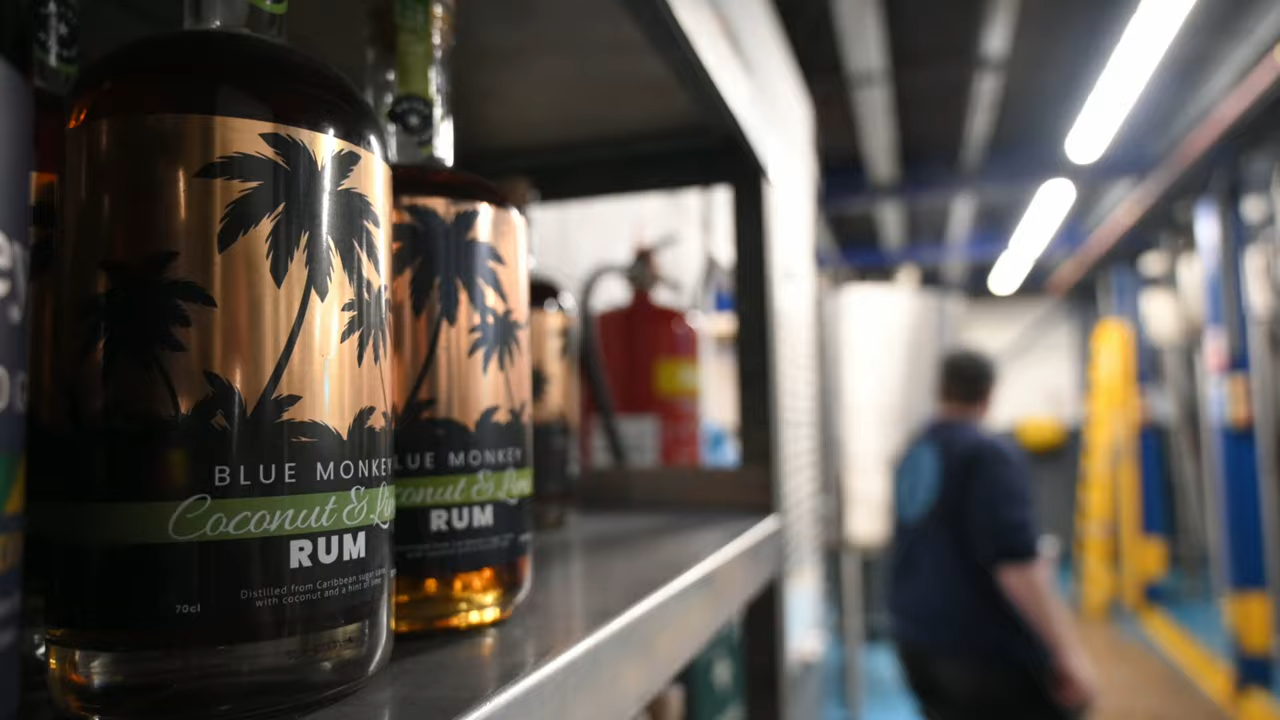 BLUE MONKEY
Coconut &
RUM
Distilled from Caribbean sugar cane
with coconut and a hint of lime
70cl
BLUE MONKEY
RUM